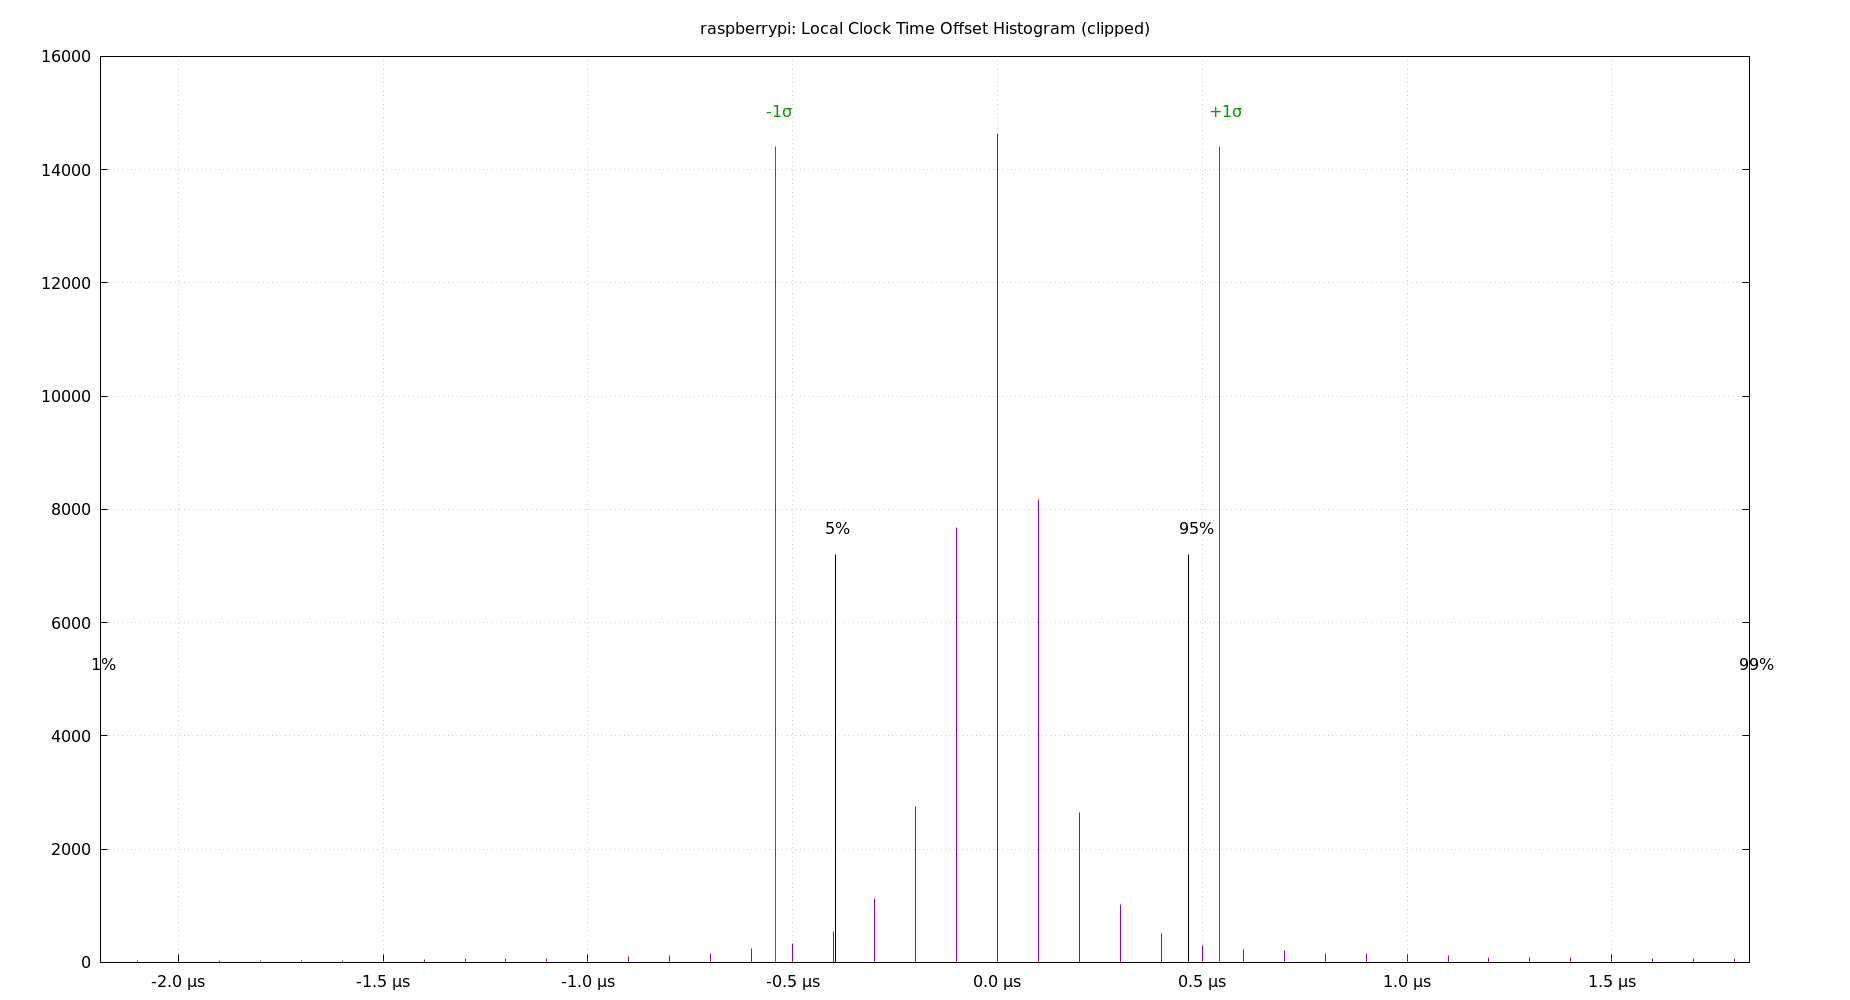 raspberrypi: Local Clock Time Offset Histogram (clipped)
16000
-1σ
+1σ
14000
12000
10000
8000
5%
95%
6000
1%
99%
4000
2000
0
-2.0 µs
-1.5 µs
-1.0 µs
-0.5 µs
0.0 µs
0.5 µs
1.0 µs
1.5 µs